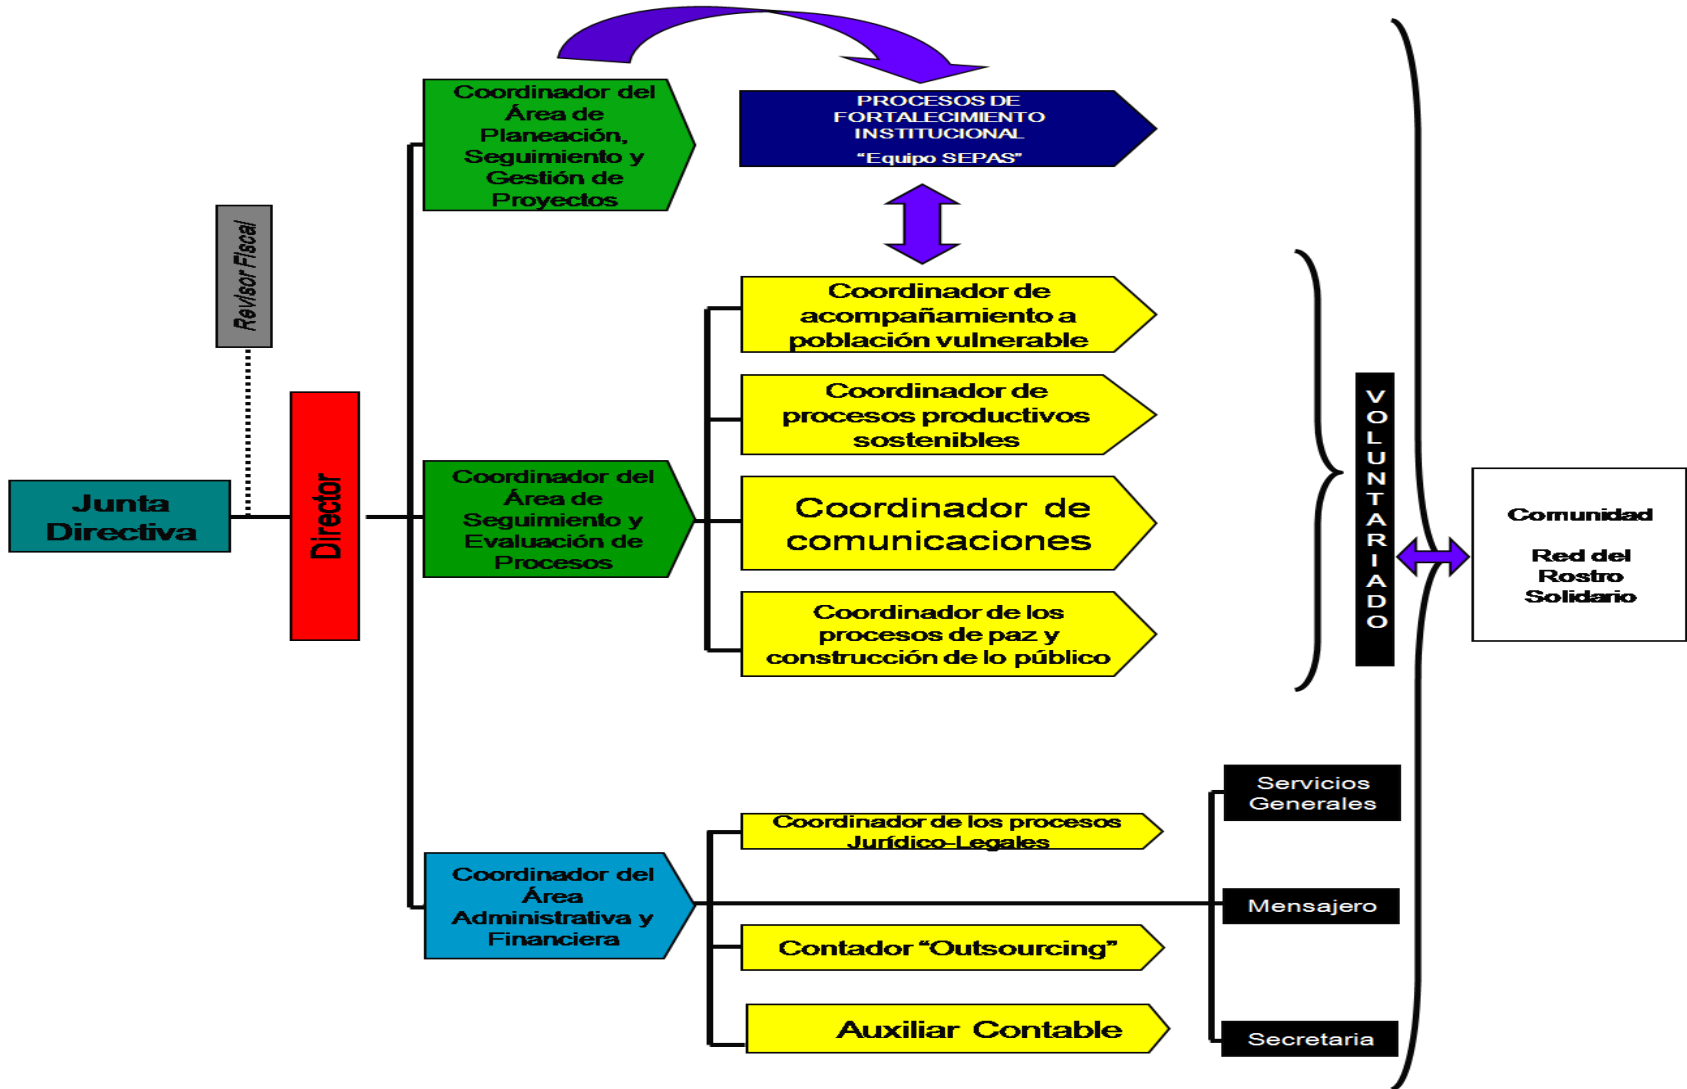 Coordinador del
Área de
Planeación,
Seguimiento y
Gestión de
Proyectos
PROCESOS DE
FORTALECIMIENTO
INSTITUCIONAL
“Equipo SEPAS”
Revisor Fiscal
Coordinador de
acompañamiento a
población vulnerable
Coordinador de
procesos productivos
sostenibles
Junta
Directiva
Director
Coordinador del
Área de
Seguimiento y
Evaluación de
Procesos
Coordinador de
comunicaciones
Coordinador de los
procesos de paz y
construcción de lo público
VOLUNTARIADO
Comunidad
Red del
Rostro
Solidario
Coordinador del
Área
Administrativa y
Financiera
Coordinador de los procesos
Jurídico-Legales
Contador “Outsourcing”
Auxiliar Contable
Servicios
Generales
Mensajero
Secretaria